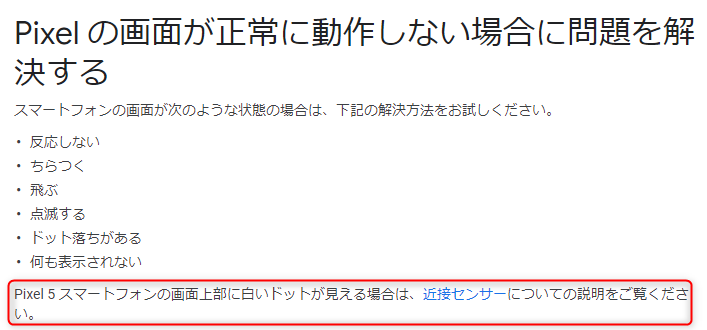 Pixel の画面が正常に動作しない場合に問題を解
決する
スマートフォンの画面が次のような状態の場合は、下記の解決方法をお試しください。
• 反応しない
• ちらつく
• 飛ぶ
• 点滅する
• ドット落ちがある
• 何も表示されない
Pixel 5 スマートフォンの画面上部に白いドットが見える場合は、近接センサーについての説明をご覧くださ
い。